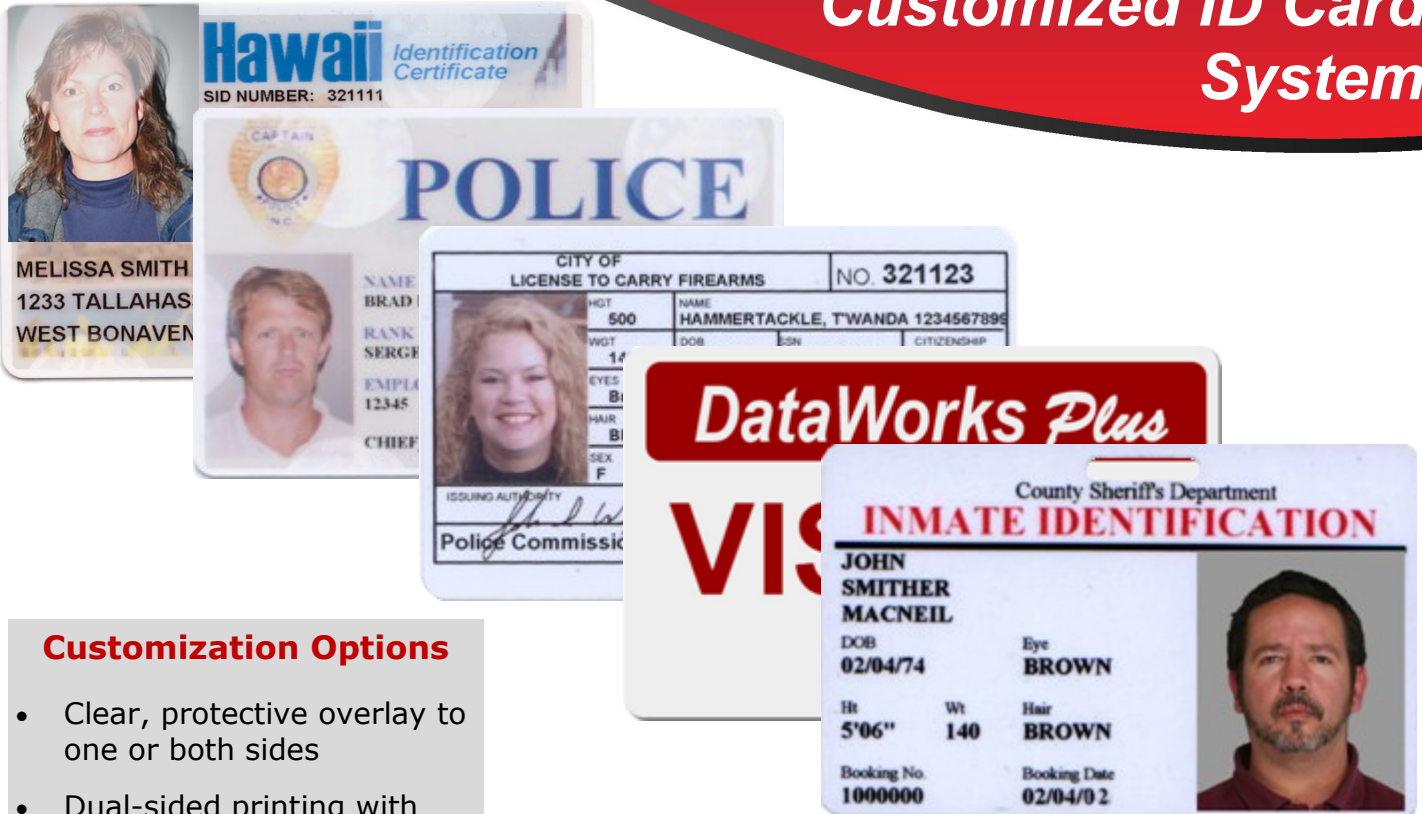 Customized ID Card
System
Hawaii Identification
Certificate
SID NUMBER: 321111
MELISSA SMITH
1233 TALLAHAS
WEST BONAVEN
CAPTAIN
POLICE
N.C.
POLICE
NAME
BRAD
RANK
SERGE
EMPLO
12345
CHIEF
CITY OF
LICENSE TO CARRY FIREARMS
NO. 321123
HGT
500
NAME
HAMMERTACKLE, T'WANDA 1234567899
WGT
14
DOB
SSN
CITIZENSHIP
EYES
HAIR
SEX
F
ISSUING AUTHORITY
Police Commissio
DataWorks Plus
VIS
County Sheriff's Department
INMATE IDENTIFICATION
JOHN
SMITHER
MACNEIL
DOB
02/04/74
Eye
BROWN
Ht
5'06"
Wt
140
Hair
BROWN
Booking No.
1000000
Booking Date
02/04/02
Customization Options
• Clear, protective overlay to
one or both sides
• Dual-sided printing with